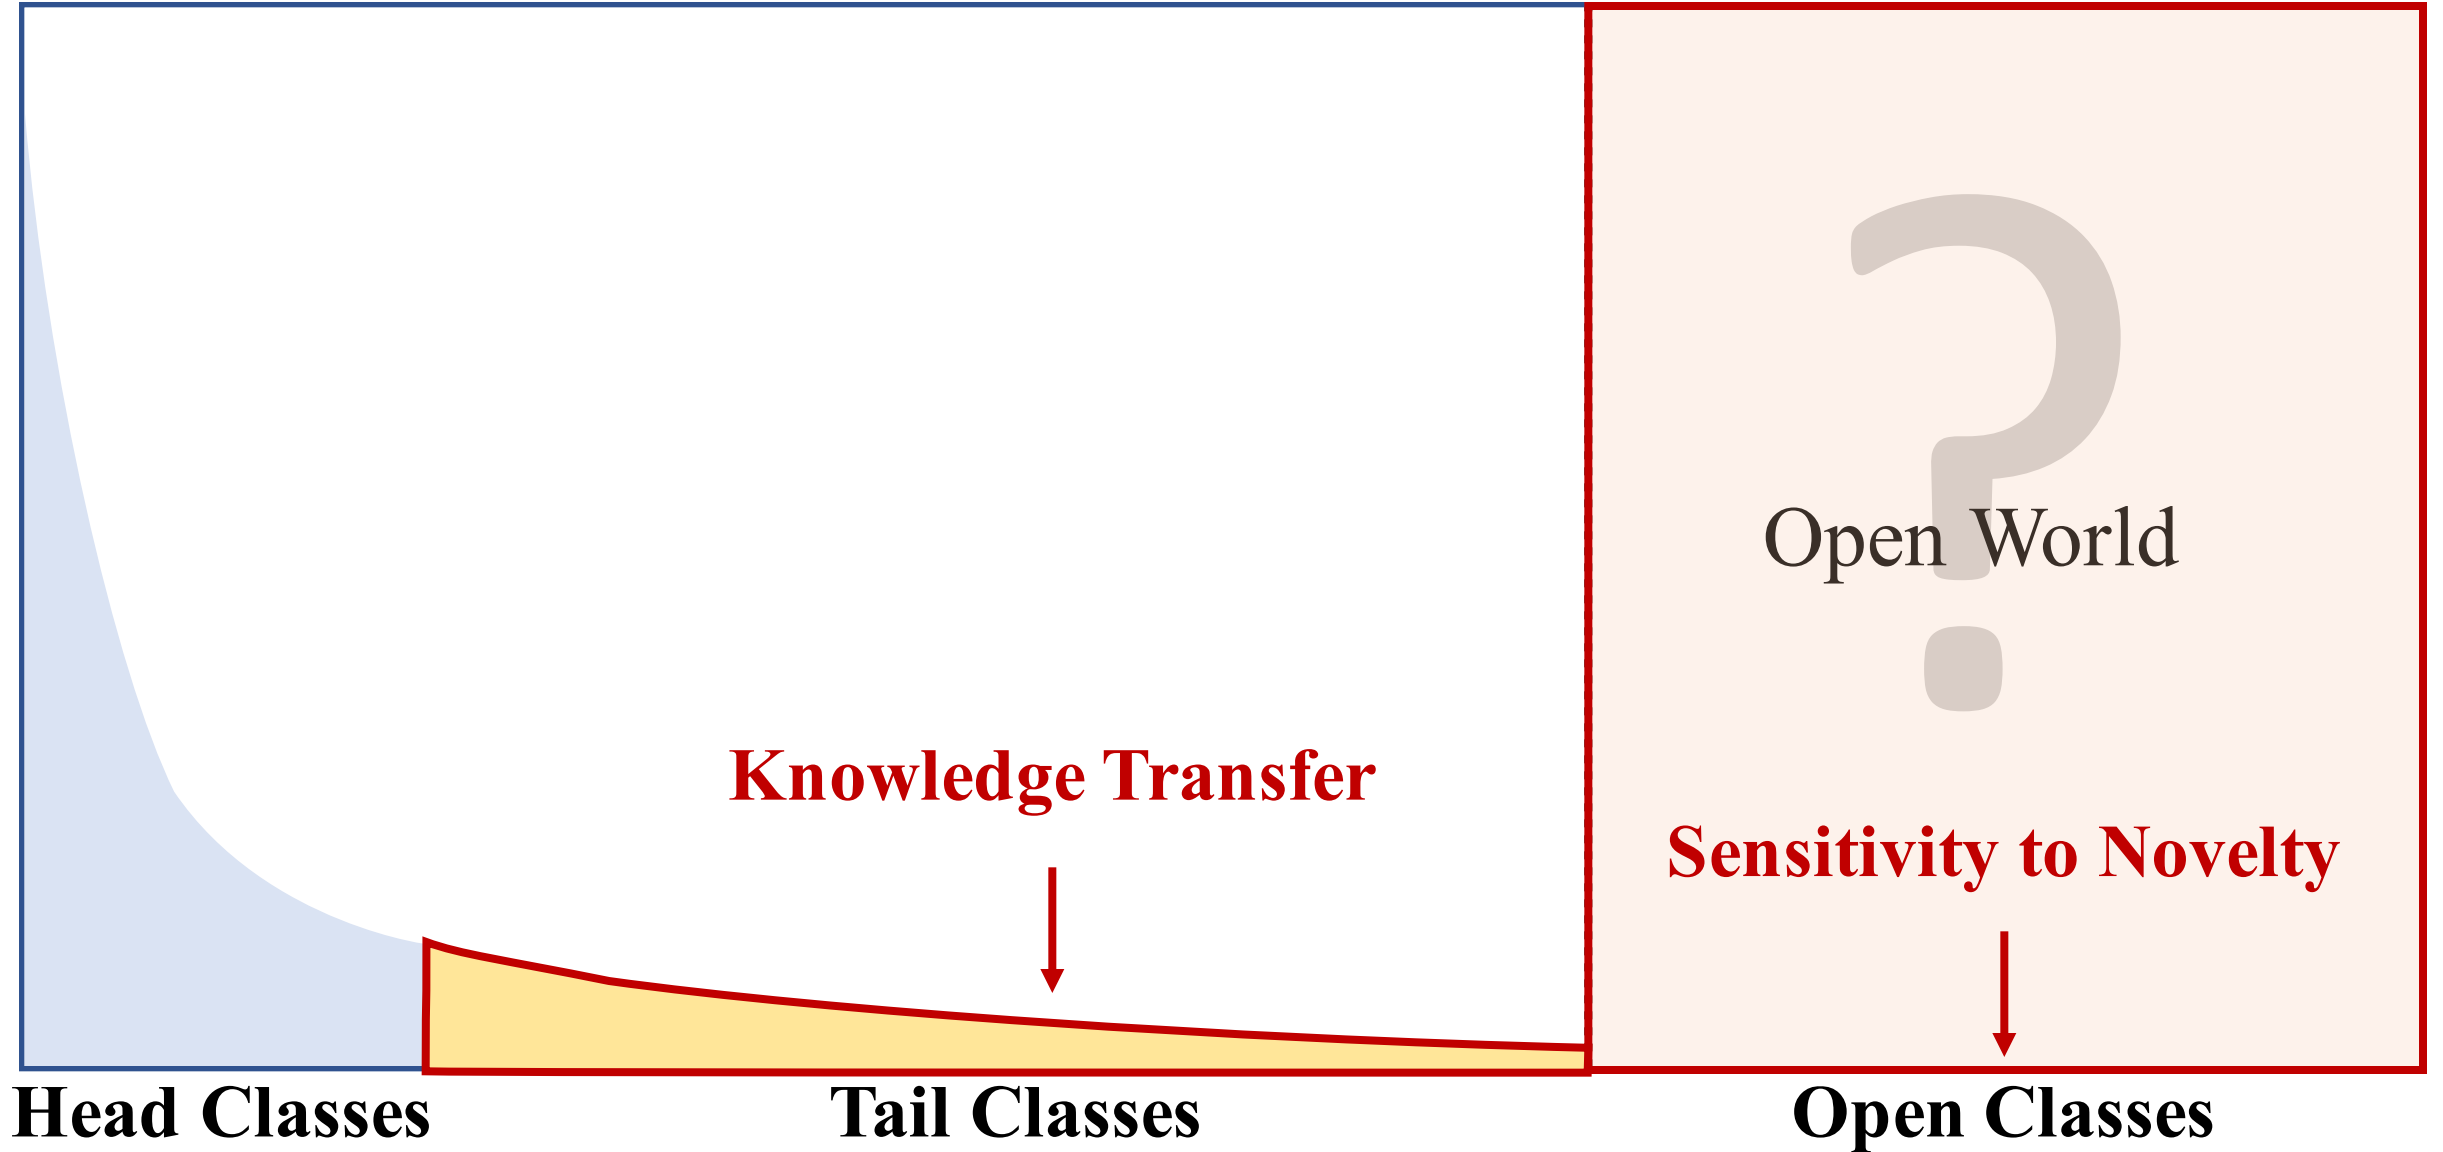 ?
Open World
Knowledge Transfer
Sensitivity to Novelty
Head Classes
Tail Classes
Open Classes